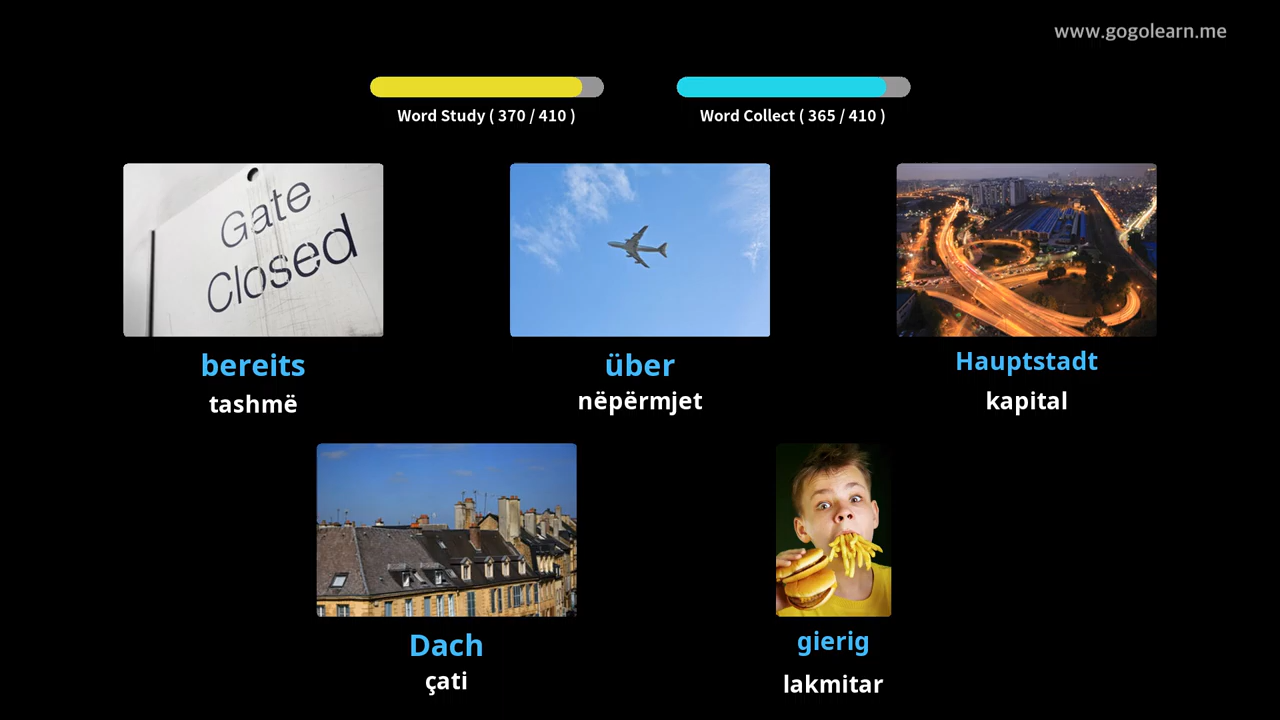 www.gogolearn.me
Word Study ( 370 / 410 )
Word Collect ( 365 / 410 )
Gate
Closed
bereits
tashmë
über
nëpërmjet
Hauptstadt
kapital
Dach
çati
gierig
lakmitar